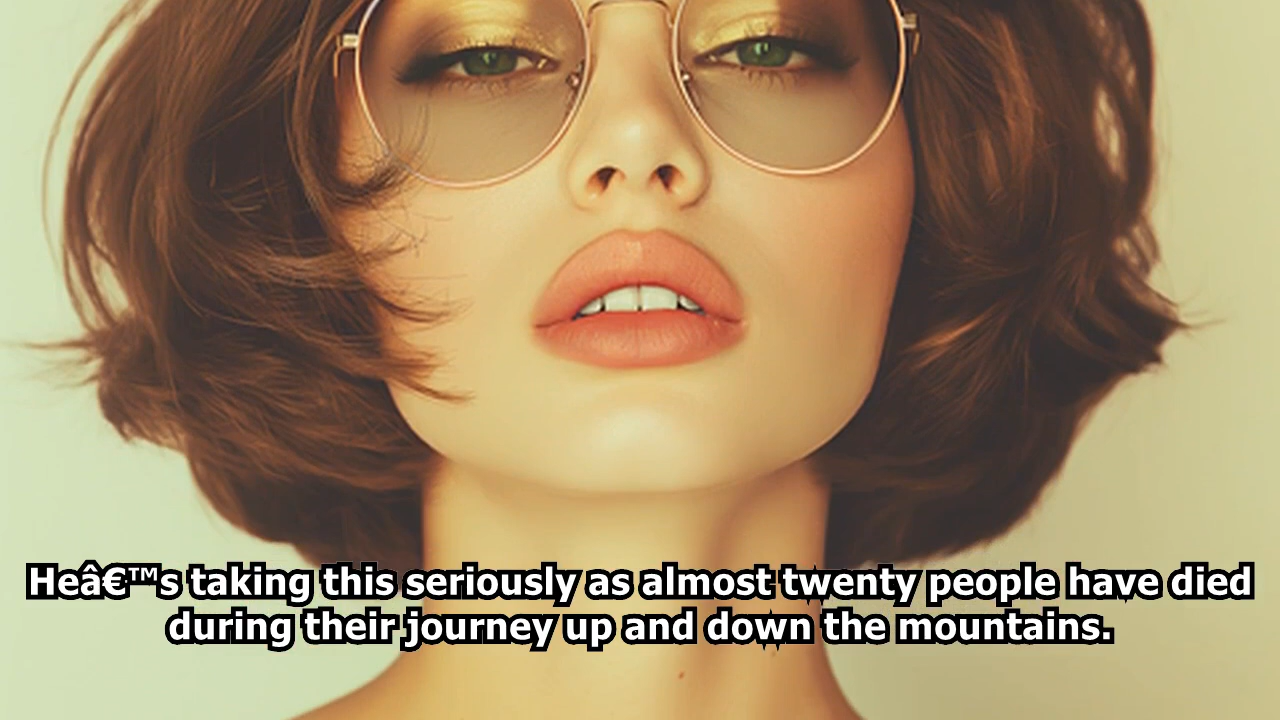 Heâ€™s taking this seriously as almost twenty people have died
during their journey up and down the mountains.